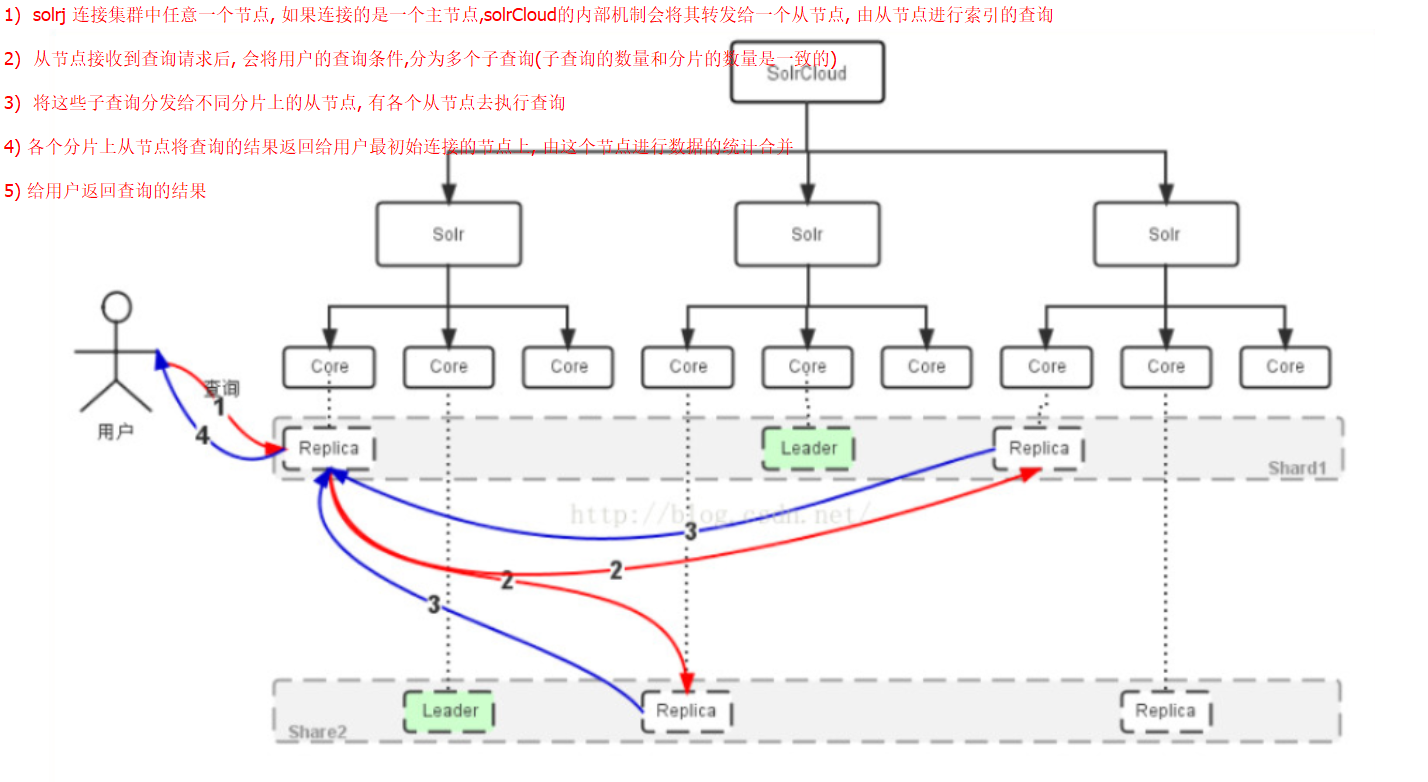 1) solrj 连接集群中任意一个节点, 如果连接的是一个主节点,solrCloud的内部机制会将其转发给一个从节点, 由从节点进行索引的查询
2) 从节点接收到查询请求后, 会将用户的查询条件,分为多个子查询(子查询的数量和分片的数量是一致的)
SolrCloud
3) 将这些子查询分发给不同分片上的从节点, 有各个从节点去执行查询
4) 各个分片上从节点将查询的结果返回给用户最初始连接的节点上, 由这个节点进行数据的统计合并
5) 给用户返回查询的结果
Solr Solr Solr
Core Core Core Core Core Core Core Core Core
查询
1
用户
4
Replica Leader Replica
Shard1
http://blog.csdn.net/
3
2
2
3
Leader Replica Replica
Share2